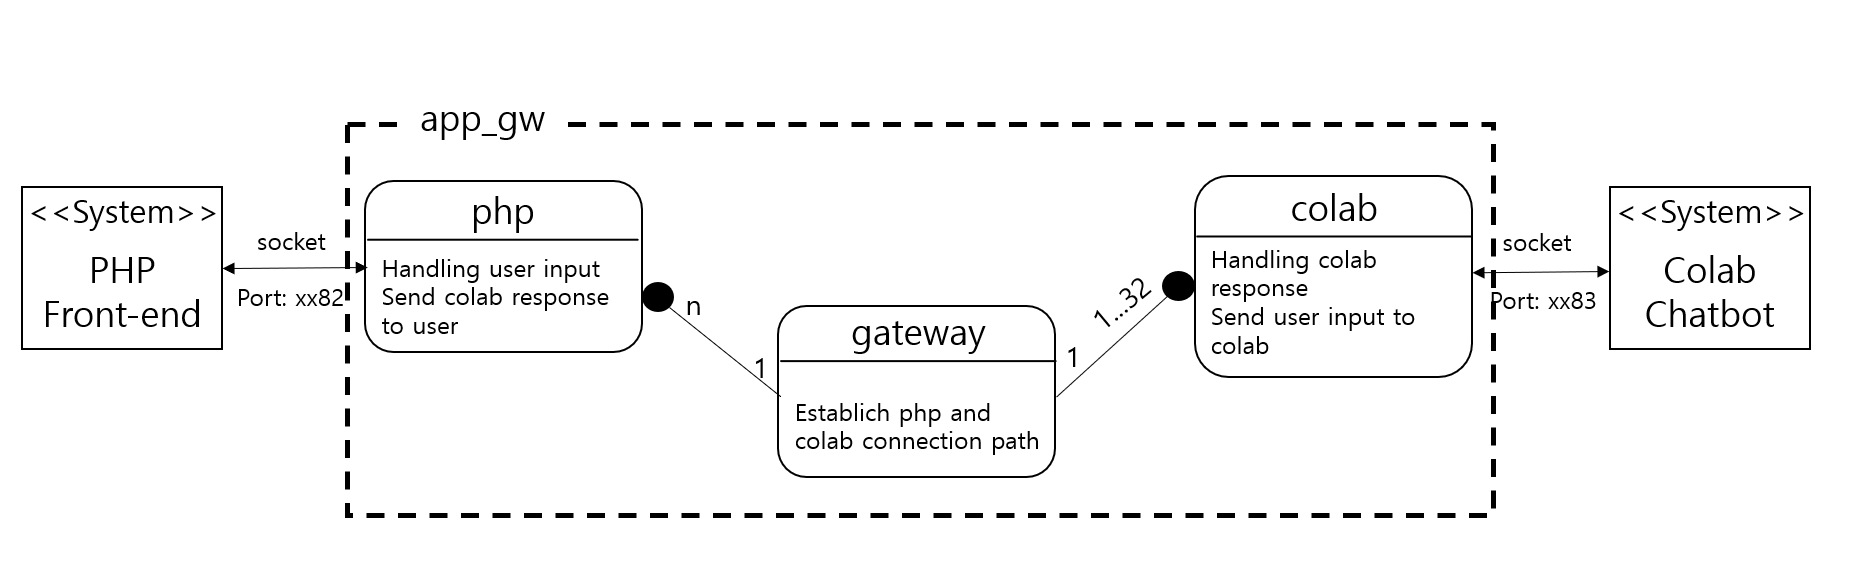 app_gw
<<System>>
PHP
Front-end
socket
Port: xx82
php
Handling user input
Send colab response
to user
n
1
gateway
Establich php and
colab connection path
1
1...32
colab
Handling colab
response
Send user input to
colab
socket
Port: xx83
<<System>>
Colab
Chatbot